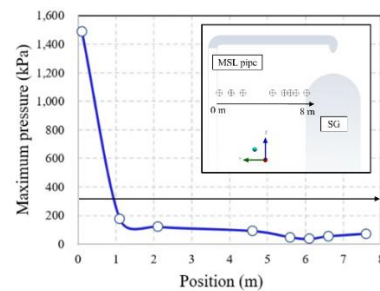 1,600
1,400
1,200
1,000
800
600
400
200
0
Maximum pressure (kPa)
0 1 2 3 4 5 6 7 8
Position (m)
MSL pipe
0 m
8 m
SG